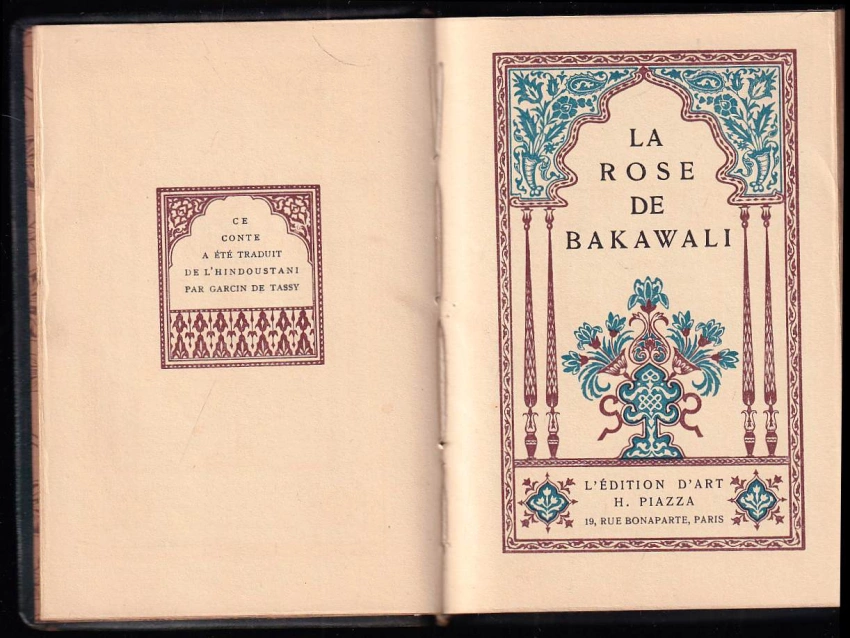 CE
CONTE
A ÉTÉ TRADUIT
DE L'HINDOUSTANI
PAR GARCIN DE TASSY
LA
ROSE
DE
BAKAWALI
L'ÉDITION D'ART
H. PIAZZA
19, RUE BONAPARTE, PARIS